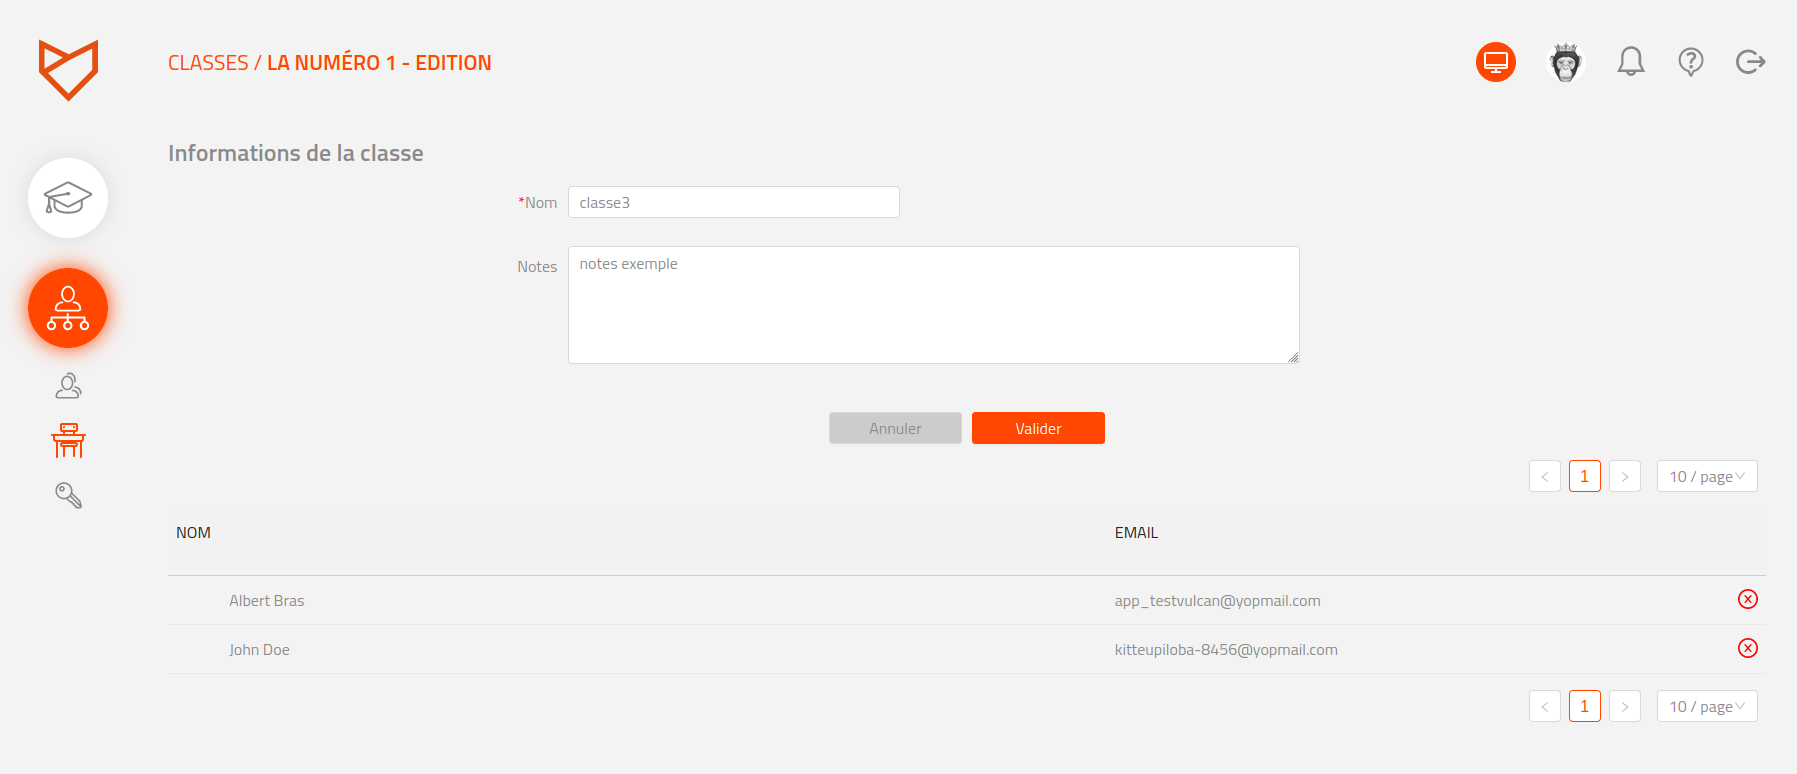 CLASSES / LA NUMÉRO 1 - EDITION
Informations de la classe
*Nom classe3
Notes notes exemple
Annuler Valider
< 1 > 10 / page
NOM EMAIL
Albert Bras app_testvulcan@yopmail.com
John Doe kitteupiloba-8456@yopmail.com
< 1 > 10 / page